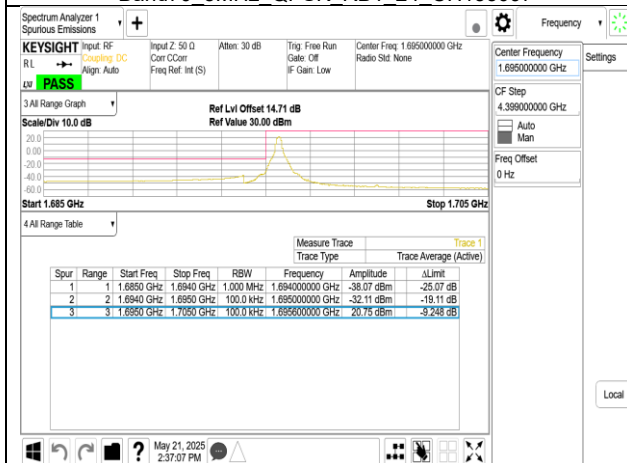 Spectrum Analyzer 1
Spurious Emissions
Frequency
KEYSIGHT
Input: RF
Coupling: DC
Align: Auto
Input Z: 50 Ω
Corr CCorr
Freq Ref: Int (S)
Atten: 30 dB
Trig: Free Run
Gate: Off
IF Gain: Low
Center Freq: 1.695000000 GHz
Radio Std: None
RL
LXI
PASS
Center Frequency
1.695000000 GHz
Settings
CF Step
4.399000000 GHz
Auto
Man
Freq Offset
0 Hz
3 All Range Graph
Scale/Div 10.0 dB
Ref Lvl Offset 14.71 dB
Ref Value 30.00 dBm
20.0
0.00
-20.0
-40.0
-60.0
Start 1.685 GHz
Stop 1.705 GHz
4 All Range Table
Measure Trace Trace 1
Trace Type Trace Average (Active)
Spur Range Start Freq Stop Freq RBW Frequency Amplitude ΔLimit
1 1 1.6850 GHz 1.6940 GHz 1.000 MHz 1.694000000 GHz -38.07 dBm -25.07 dB
2 2 1.6940 GHz 1.6950 GHz 100.0 kHz 1.695000000 GHz -32.11 dBm -19.11 dB
3 3 1.6950 GHz 1.7050 GHz 100.0 kHz 1.695600000 GHz 20.75 dBm -9.248 dB
Local
?
May 21, 2025
2:37:07 PM